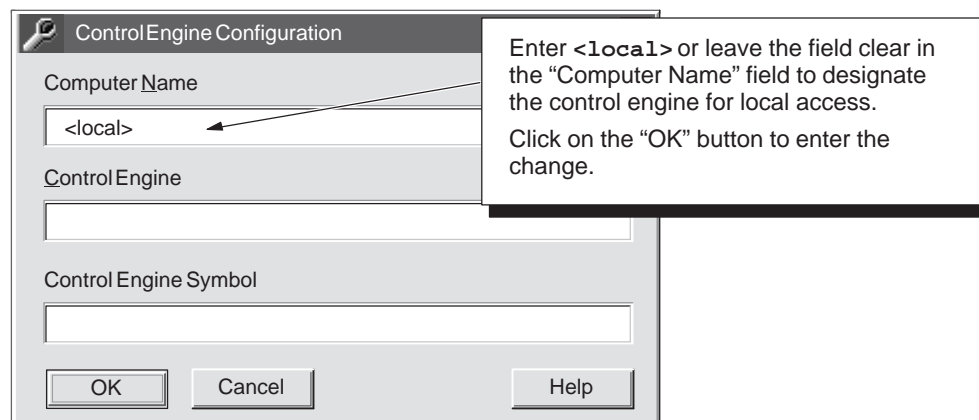 Control Engine Configuration
Computer Name
<local>
Control Engine
Control Engine Symbol
OK
Cancel
Help
Enter <local> or leave the field clear in
the “Computer Name” field to designate
the control engine for local access.
Click on the “OK” button to enter the
change.